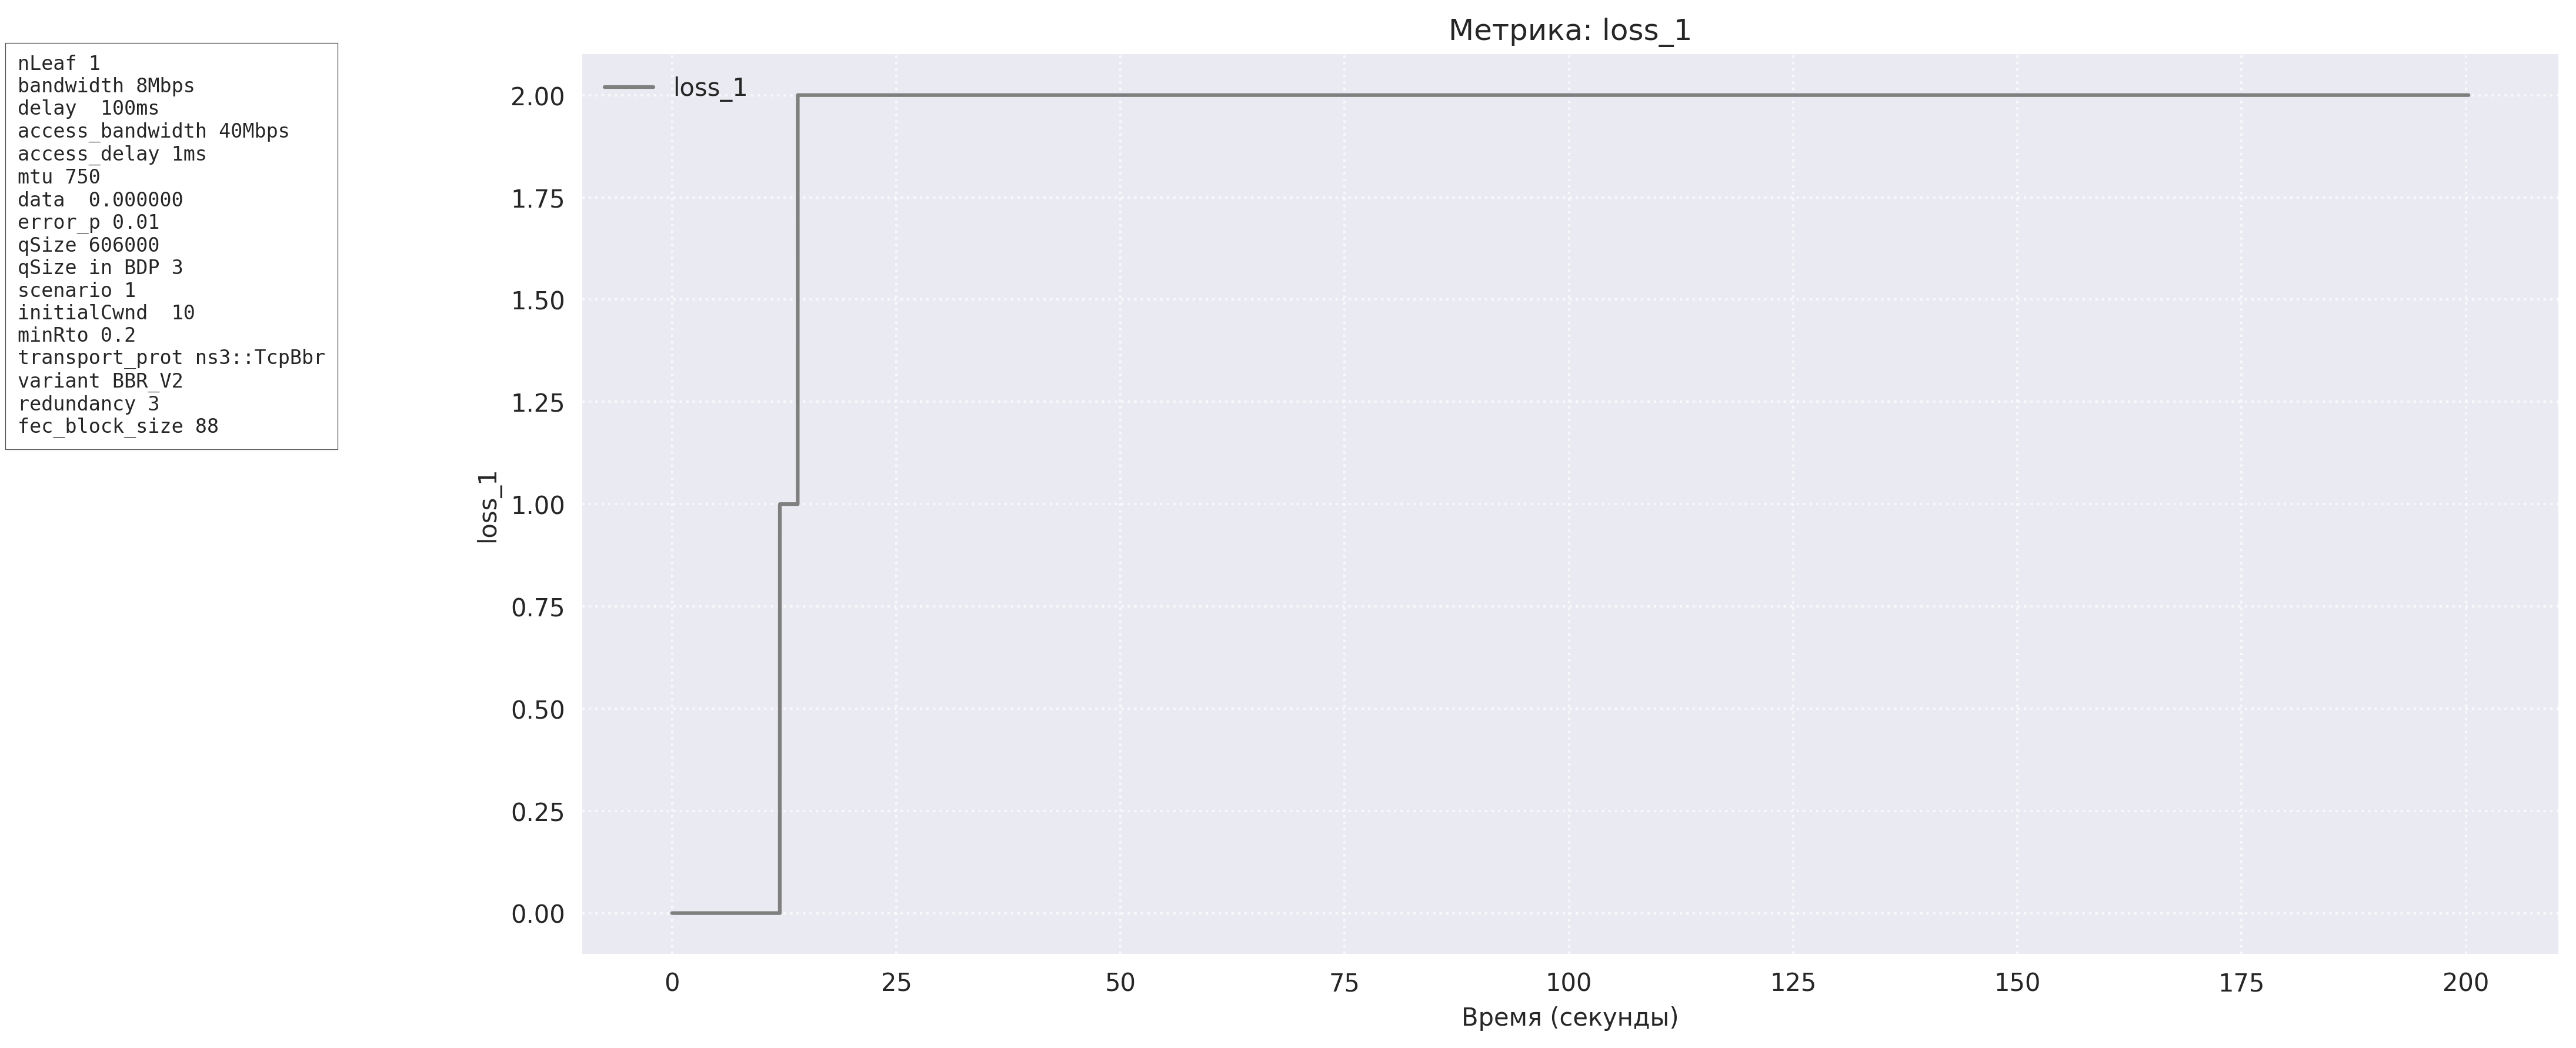 Метрика: loss_1
nLeaf 1
bandwidth 8Mbps
delay  100ms
access_bandwidth 40Mbps
access_delay 1ms
mtu 750
data  0.000000
error_p 0.01
qSize 606000
qSize in BDP 3
scenario 1
initialCwnd  10
minRto 0.2
transport_prot ns3::TcpBbr
variant BBR_V2
redundancy 3
fec_block_size 88
loss_1
loss_1
2.00
1.75
1.50
1.25
1.00
0.75
0.50
0.25
0.00
0 25 50 75 100 125 150 175 200
Время (секунды)